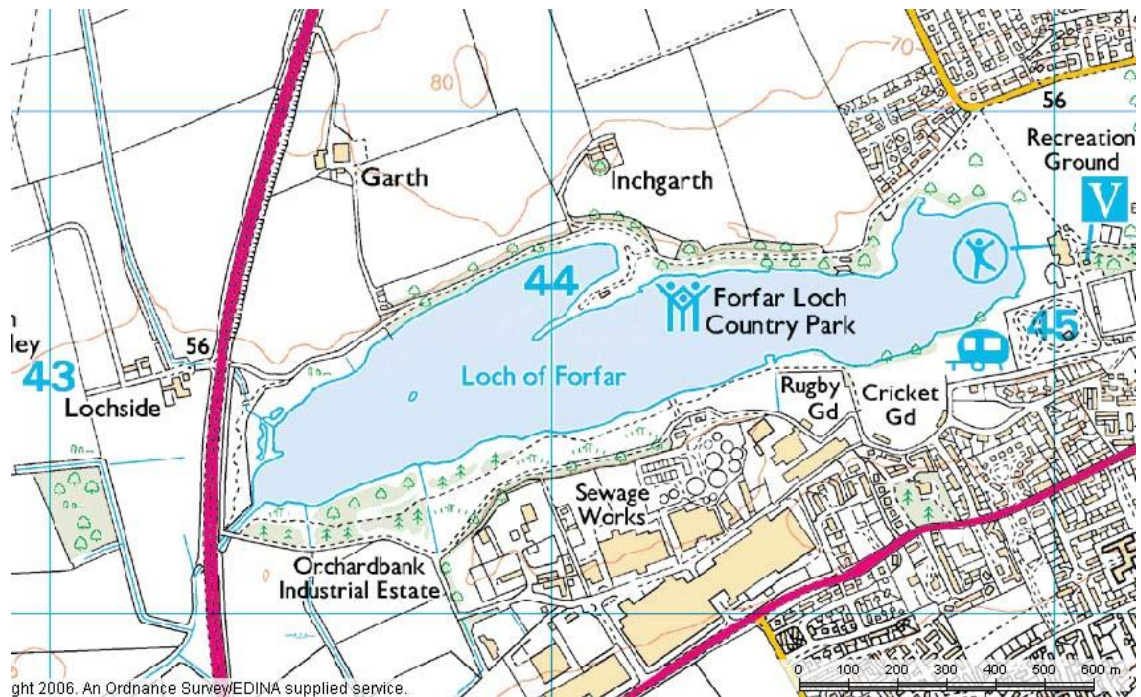 80
70
56
Recreation
Ground
V
Garth
Inchgarth
44
Forfar Loch
Country Park
45
ley
43
56
Lochside
Loch of Forfar
Rugby
Gd
Cricket
Gd
Sewage
Works
Orchardbank
Industrial Estate
0 100 200 300 400 500 600 m
ght 2006. An Ordnance Survey/EDINA supplied service.